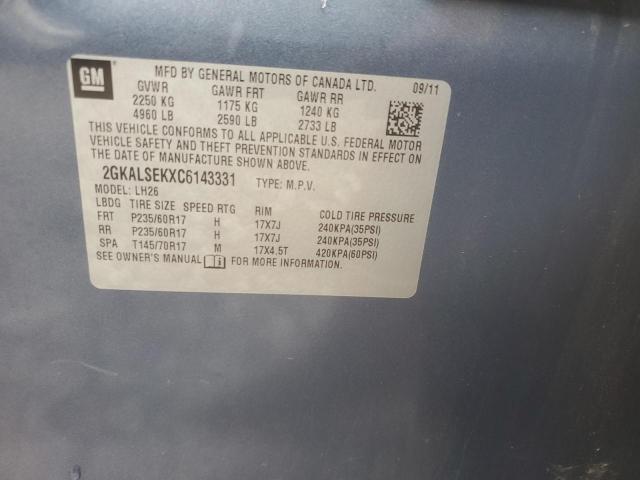 GM
MFD BY GENERAL MOTORS OF CANADA LTD.
GVWR GAWR FRT GAWR RR 09/11
2250 KG 1175 KG 1240 KG
4960 LB 2590 LB 2733 LB
THIS VEHICLE CONFORMS TO ALL APPLICABLE U.S. FEDERAL MOTOR
VEHICLE SAFETY AND THEFT PREVENTION STANDARDS IN EFFECT ON
THE DATE OF MANUFACTURE SHOWN ABOVE.
2GKALSEKXC6143331 TYPE: M.P.V.
MODEL: LH26
LBDG TIRE SIZE SPEED RTG RIM COLD TIRE PRESSURE
FRT P235/60R17 H 17X7J 240KPA(35PSI)
RR P235/60R17 H 17X7J 240KPA(35PSI)
SPA T145/70R17 M 17X4.5T 420KPA(60PSI)
SEE OWNER'S MANUAL FOR MORE INFORMATION.